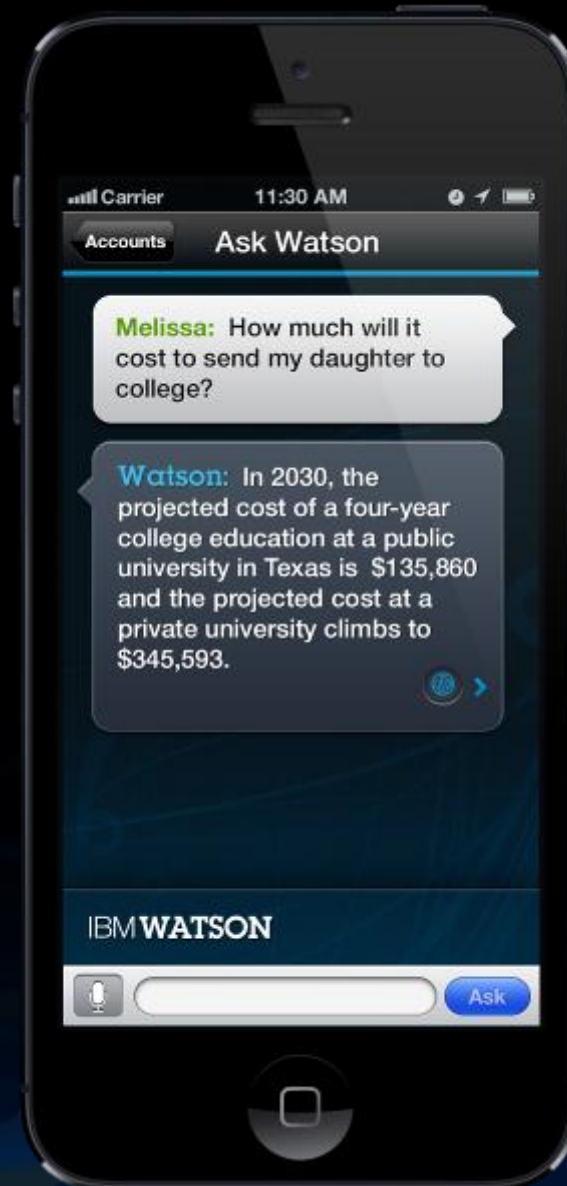 Carrier 11:30 AM
Accounts Ask Watson
Melissa: How much will it
cost to send my daughter to
college?
Watson: In 2030, the
projected cost of a four-year
college education at a public
university in Texas is $135,860
and the projected cost at a
private university climbs to
$345,593.
IBM WATSON
Ask